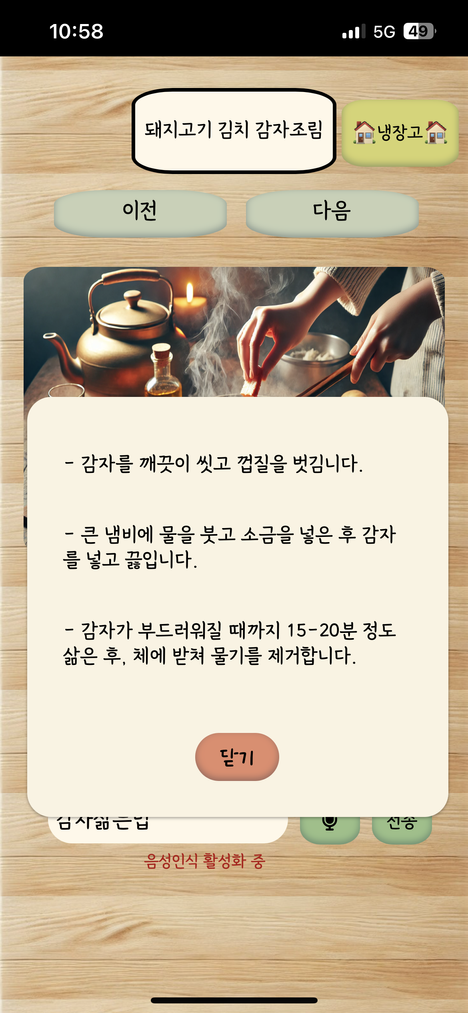 10:58
5G 49
돼지고기 김치 감자조림
냉장고
이전
다음
- 감자를 깨끗이 씻고 껍질을 벗깁니다.
- 큰 냄비에 물을 붓고 소금을 넣은 후 감자
를 넣고 끓입니다.
- 감자가 부드러워질 때까지 15-20분 정도
삶은 후, 체에 받쳐 물기를 제거합니다.
닫기
전송
음성인식 활성화 중